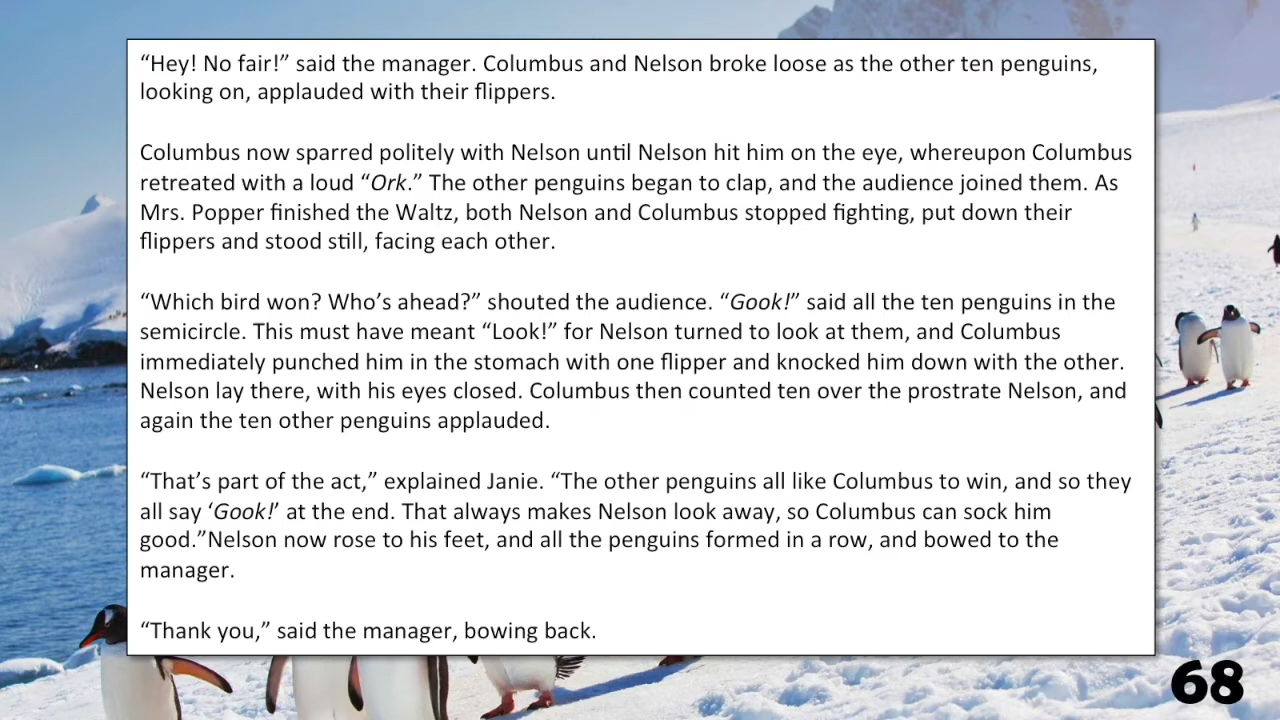 “Hey! No fair!” said the manager. Columbus and Nelson broke loose as the other ten penguins,
looking on, applauded with their flippers.
Columbus now sparred politely with Nelson until Nelson hit him on the eye, whereupon Columbus
retreated with a loud “Ork.” The other penguins began to clap, and the audience joined them. As
Mrs. Popper finished the Waltz, both Nelson and Columbus stopped fighting, put down their
flippers and stood still, facing each other.
“Which bird won? Who’s ahead?” shouted the audience. “Gook!” said all the ten penguins in the
semicircle. This must have meant “Look!” for Nelson turned to look at them, and Columbus
immediately punched him in the stomach with one flipper and knocked him down with the other.
Nelson lay there, with his eyes closed. Columbus then counted ten over the prostrate Nelson, and
again the ten other penguins applauded.
“That’s part of the act,” explained Janie. “The other penguins all like Columbus to win, and so they
all say ‘Gook!’ at the end. That always makes Nelson look away, so Columbus can sock him
good.”Nelson now rose to his feet, and all the penguins formed in a row, and bowed to the
manager.
“Thank you,” said the manager, bowing back.
68